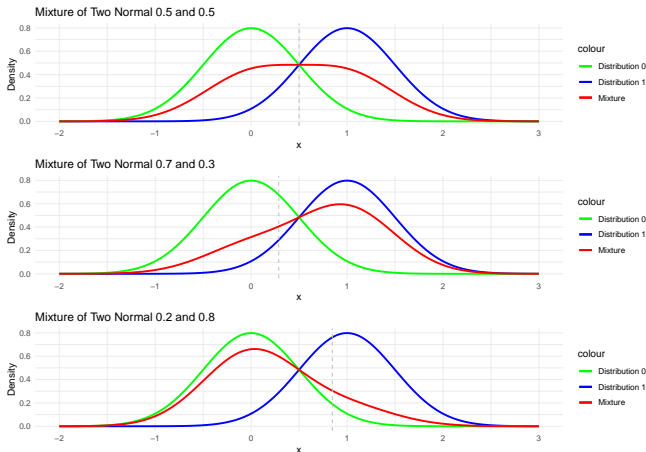 Mixture of Two Normal 0.5 and 0.5
0.8
0.6
0.4
0.2
0.0
Density
-2
-1
0
1
2
3
x
colour
Distribution 0
Distribution 1
Mixture
Mixture of Two Normal 0.7 and 0.3
0.8
0.6
0.4
0.2
0.0
Density
-2
-1
0
1
2
3
x
colour
Distribution 0
Distribution 1
Mixture
Mixture of Two Normal 0.2 and 0.8
0.8
0.6
0.4
0.2
0.0
Density
-2
-1
0
1
2
3
x
colour
Distribution 0
Distribution 1
Mixture